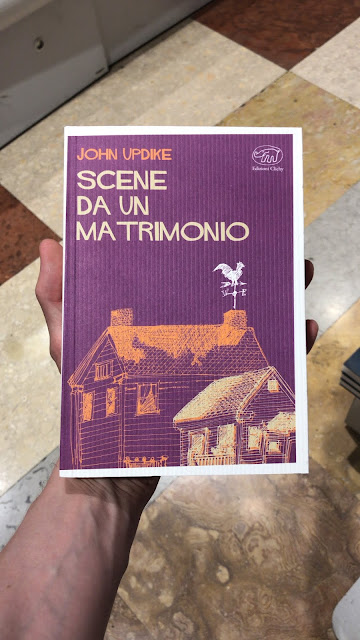 JOHN UPDIKE
SCENE
DA UN
MATRIMONIO
Edizioni Clichy
W E